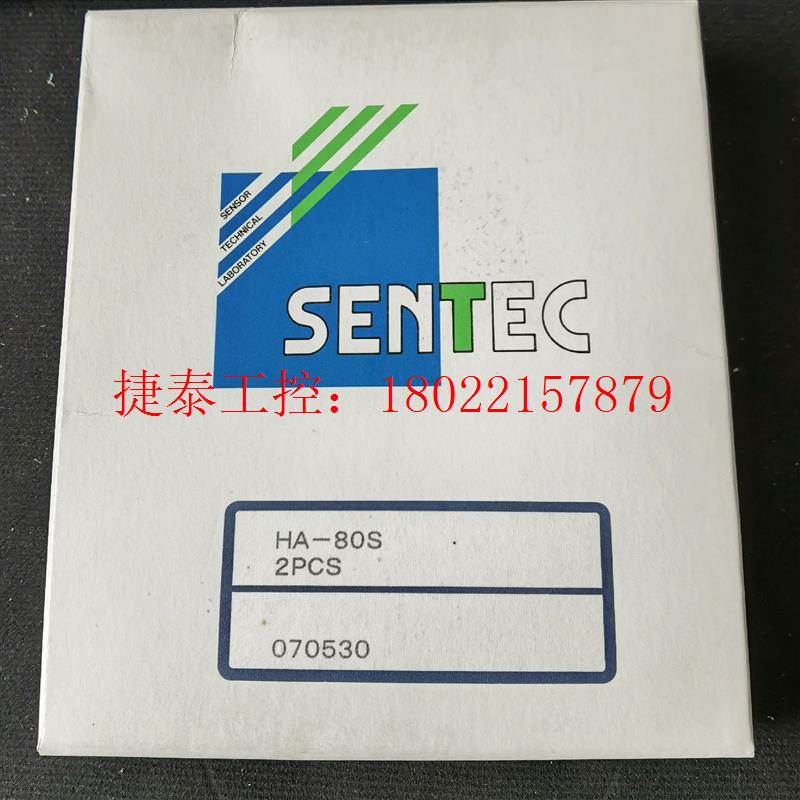 SENSOR
TECHNICAL
LABORATORY
SENTEC
捷泰工控：18022157879
HA-80S
2PCS
070530